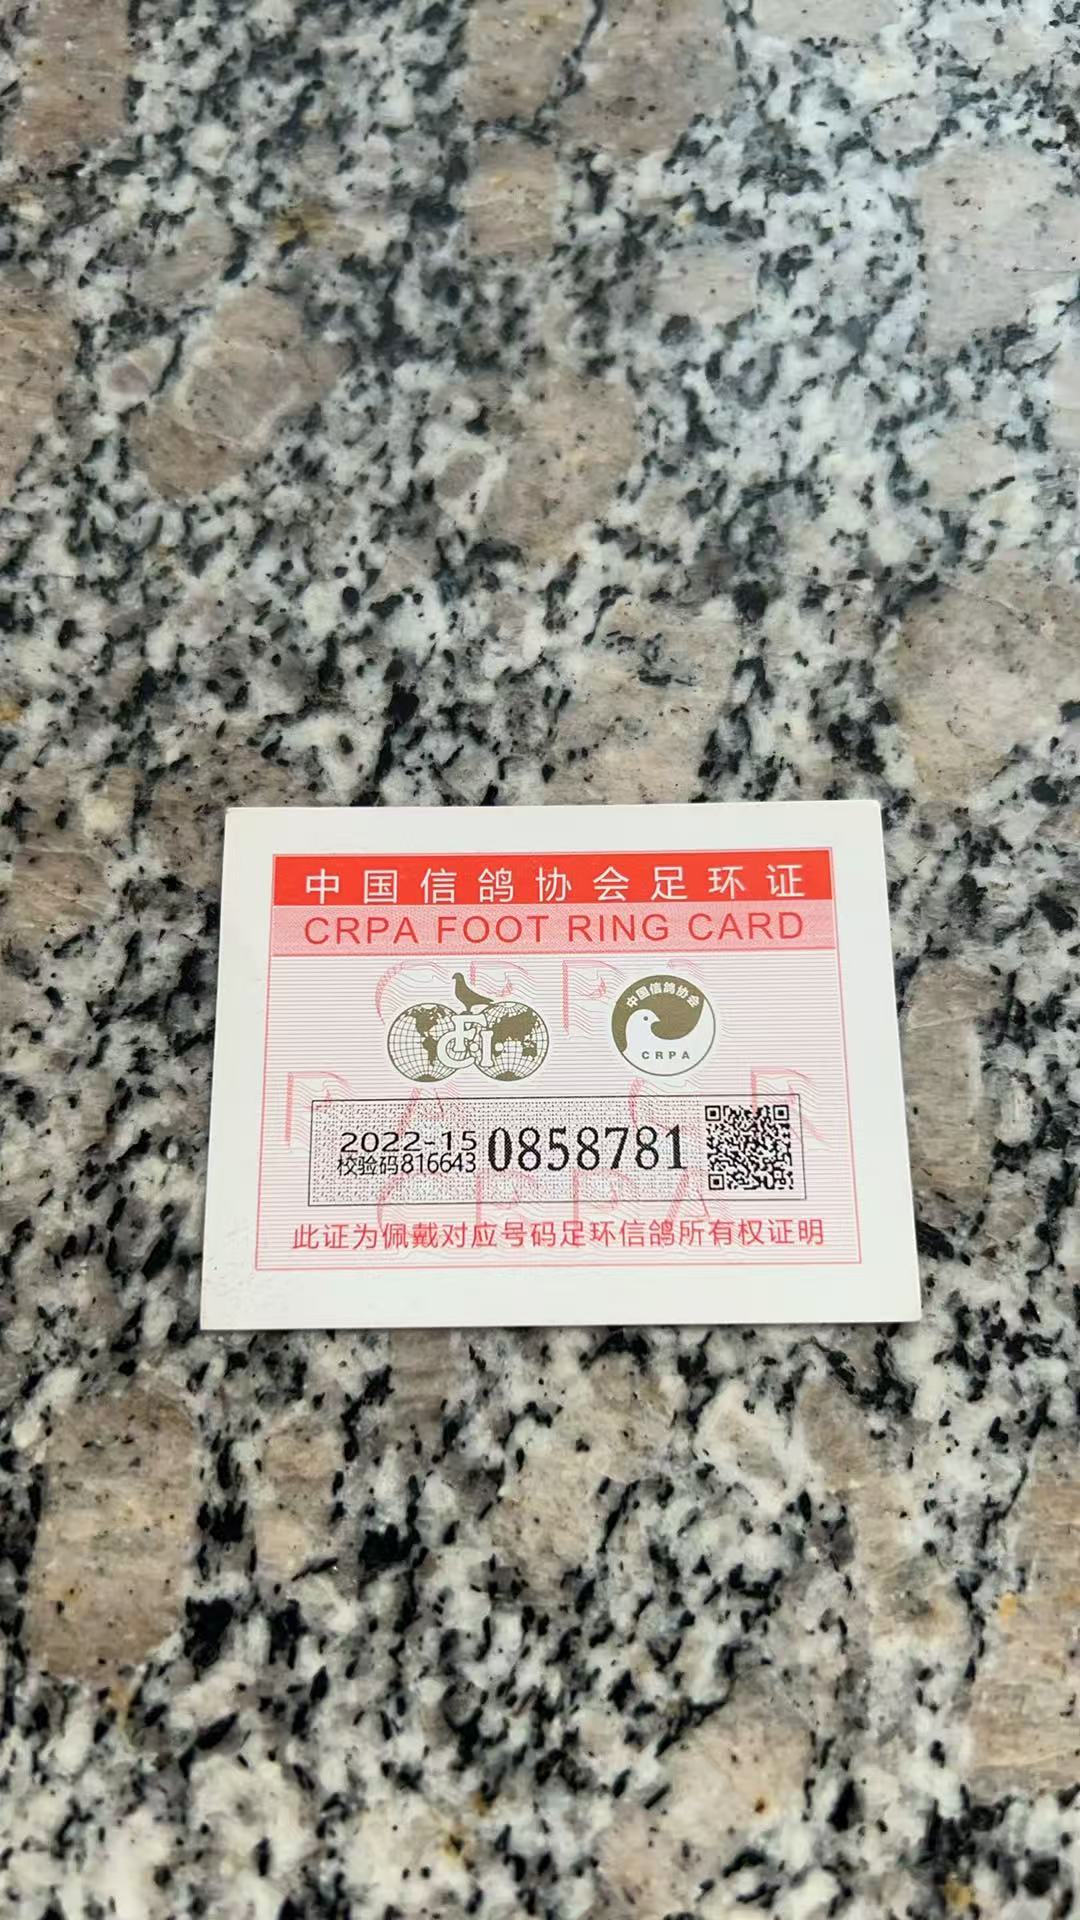 中国信鸽协会足环证
CRPA FOOT RING CARD
FCI
中国信鸽协会
CRPA
2022-15 0858781
校验码816643
此证为佩戴对应号码足环信鸽所有权证明